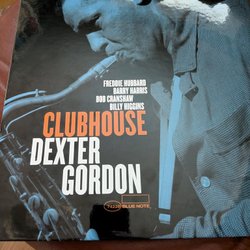 FREDDIE HUBBARD
BARRY HARRIS
BOB CRANSHAW
BILLY HIGGINS
CLUBHOUSE
DEXTER
GORDON
BLUE NOTE